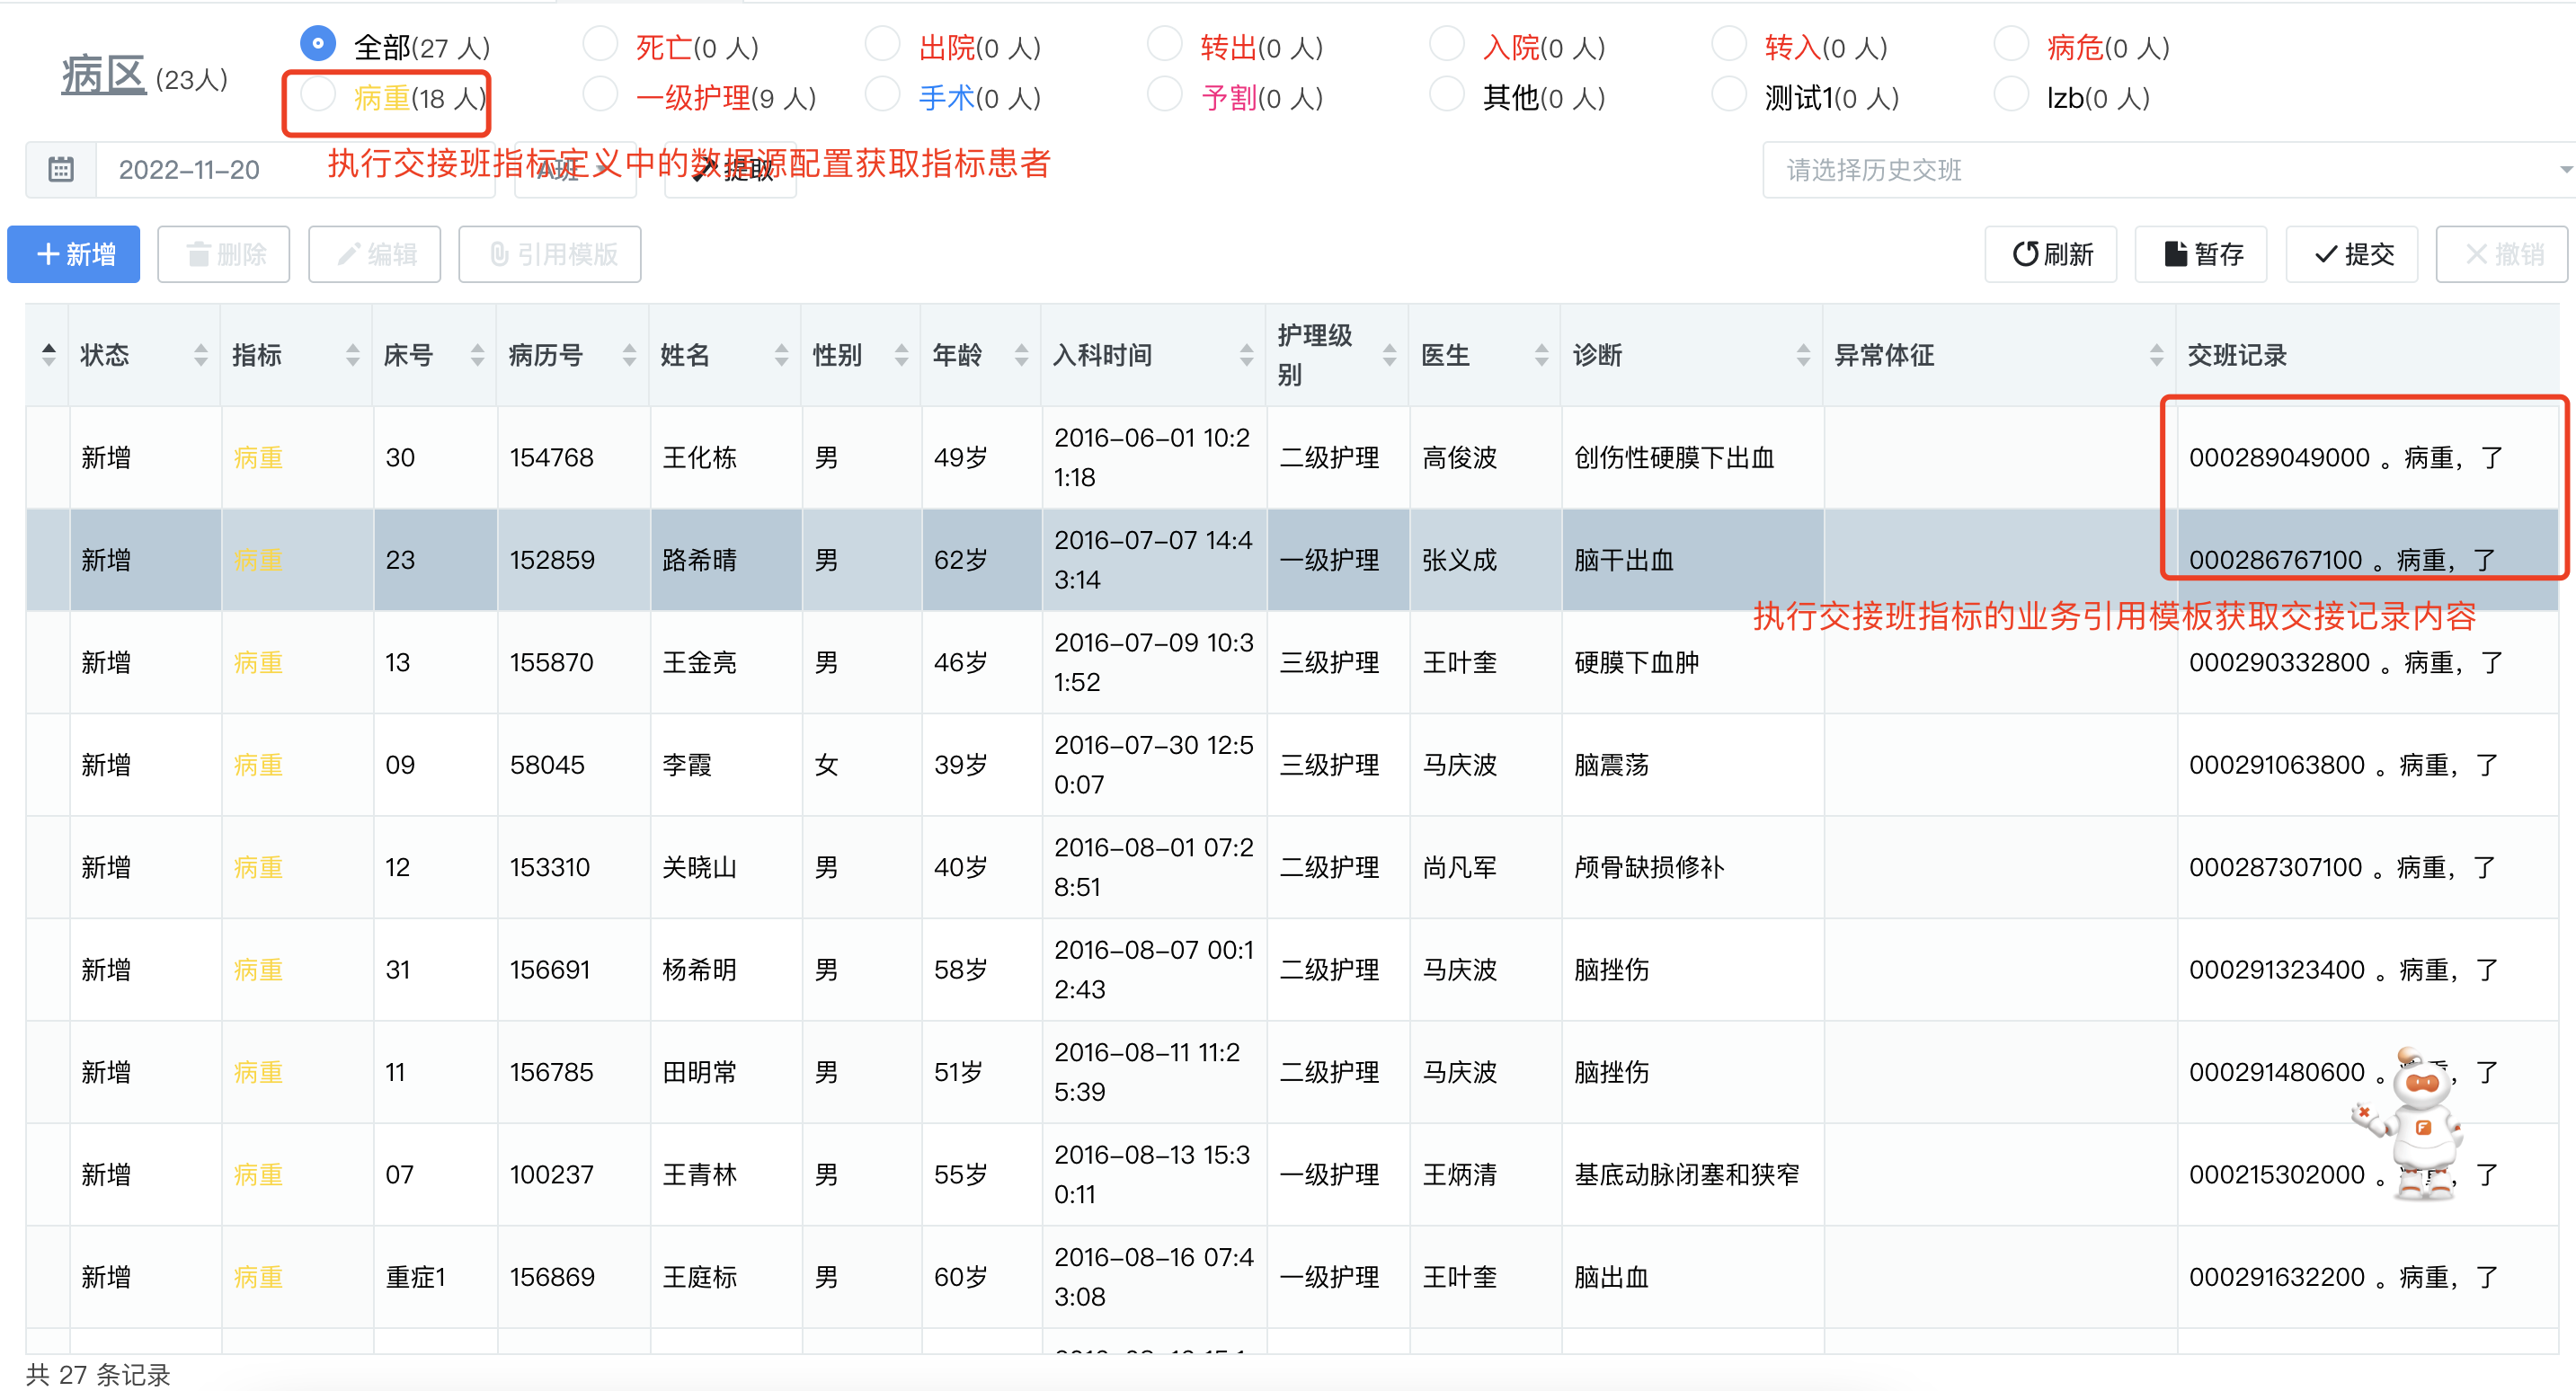 病区 (23人)
全部(27 人) 死亡(0 人) 出院(0 人) 转出(0 人) 入院(0 人) 转入(0 人) 病危(0 人)
病重(18 人) 一级护理(9 人) 手术(0 人) 予割(0 人) 其他(0 人) 测试1(0 人) lzb(0 人)
执行交接班指标定义中的数据源配置获取指标患者
2022-11-20 A班 提取 请选择历史交班
新增 删除 编辑 引用模版 刷新 暂存 提交 撤销
状态 指标 床号 病历号 姓名 性别 年龄 入科时间 护理级别 医生 诊断 异常体征 交班记录
新增 病重 30 154768 王化栋 男 49岁 2016-06-01 10:21:18 二级护理 高俊波 创伤性硬膜下出血 000289049000 。病重，了
新增 病重 23 152859 路希晴 男 62岁 2016-07-07 14:43:14 一级护理 张义成 脑干出血 000286767100 。病重，了
执行交接班指标的业务引用模板获取交接记录内容
新增 病重 13 155870 王金亮 男 46岁 2016-07-09 10:31:52 三级护理 王叶奎 硬膜下血肿 000290332800 。病重，了
新增 病重 09 58045 李霞 女 39岁 2016-07-30 12:50:07 三级护理 马庆波 脑震荡 000291063800 。病重，了
新增 病重 12 153310 关晓山 男 40岁 2016-08-01 07:28:51 二级护理 尚凡军 颅骨缺损修补 000287307100 。病重，了
新增 病重 31 156691 杨希明 男 58岁 2016-08-07 00:12:43 二级护理 马庆波 脑挫伤 000291323400 。病重，了
新增 病重 11 156785 田明常 男 51岁 2016-08-11 11:25:39 二级护理 马庆波 脑挫伤 000291480600 。，了
新增 病重 07 100237 王青林 男 55岁 2016-08-13 15:30:11 一级护理 王炳清 基底动脉闭塞和狭窄 000215302000 。，了
新增 病重 重症1 156869 王庭标 男 60岁 2016-08-16 07:43:08 一级护理 王叶奎 脑出血 000291632200 。病重，了
共 27 条记录